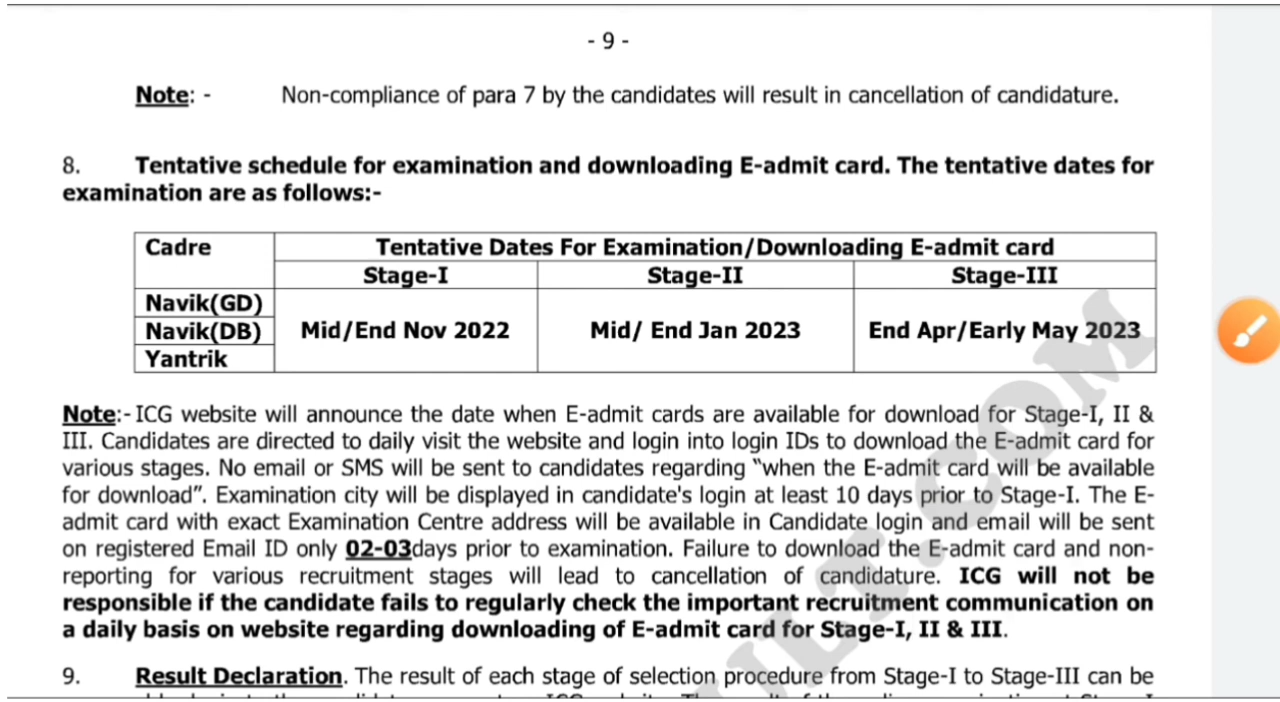 - 9 -
Note: - Non-compliance of para 7 by the candidates will result in cancellation of candidature.
8. Tentative schedule for examination and downloading E-admit card. The tentative dates for
examination are as follows:-
Cadre Tentative Dates For Examination/Downloading E-admit card
Stage-I Stage-II Stage-III
Navik(GD)
Navik(DB) Mid/End Nov 2022 Mid/ End Jan 2023 End Apr/Early May 2023
Yantrik
Note:- ICG website will announce the date when E-admit cards are available for download for Stage-I, II &
III. Candidates are directed to daily visit the website and login into login IDs to download the E-admit card for
various stages. No email or SMS will be sent to candidates regarding “when the E-admit card will be available
for download”. Examination city will be displayed in candidate's login at least 10 days prior to Stage-I. The E-
admit card with exact Examination Centre address will be available in Candidate login and email will be sent
on registered Email ID only 02-03days prior to examination. Failure to download the E-admit card and non-
reporting for various recruitment stages will lead to cancellation of candidature. ICG will not be
responsible if the candidate fails to regularly check the important recruitment communication on
a daily basis on website regarding downloading of E-admit card for Stage-I, II & III.
9. Result Declaration. The result of each stage of selection procedure from Stage-I to Stage-III can be
ULT.COM